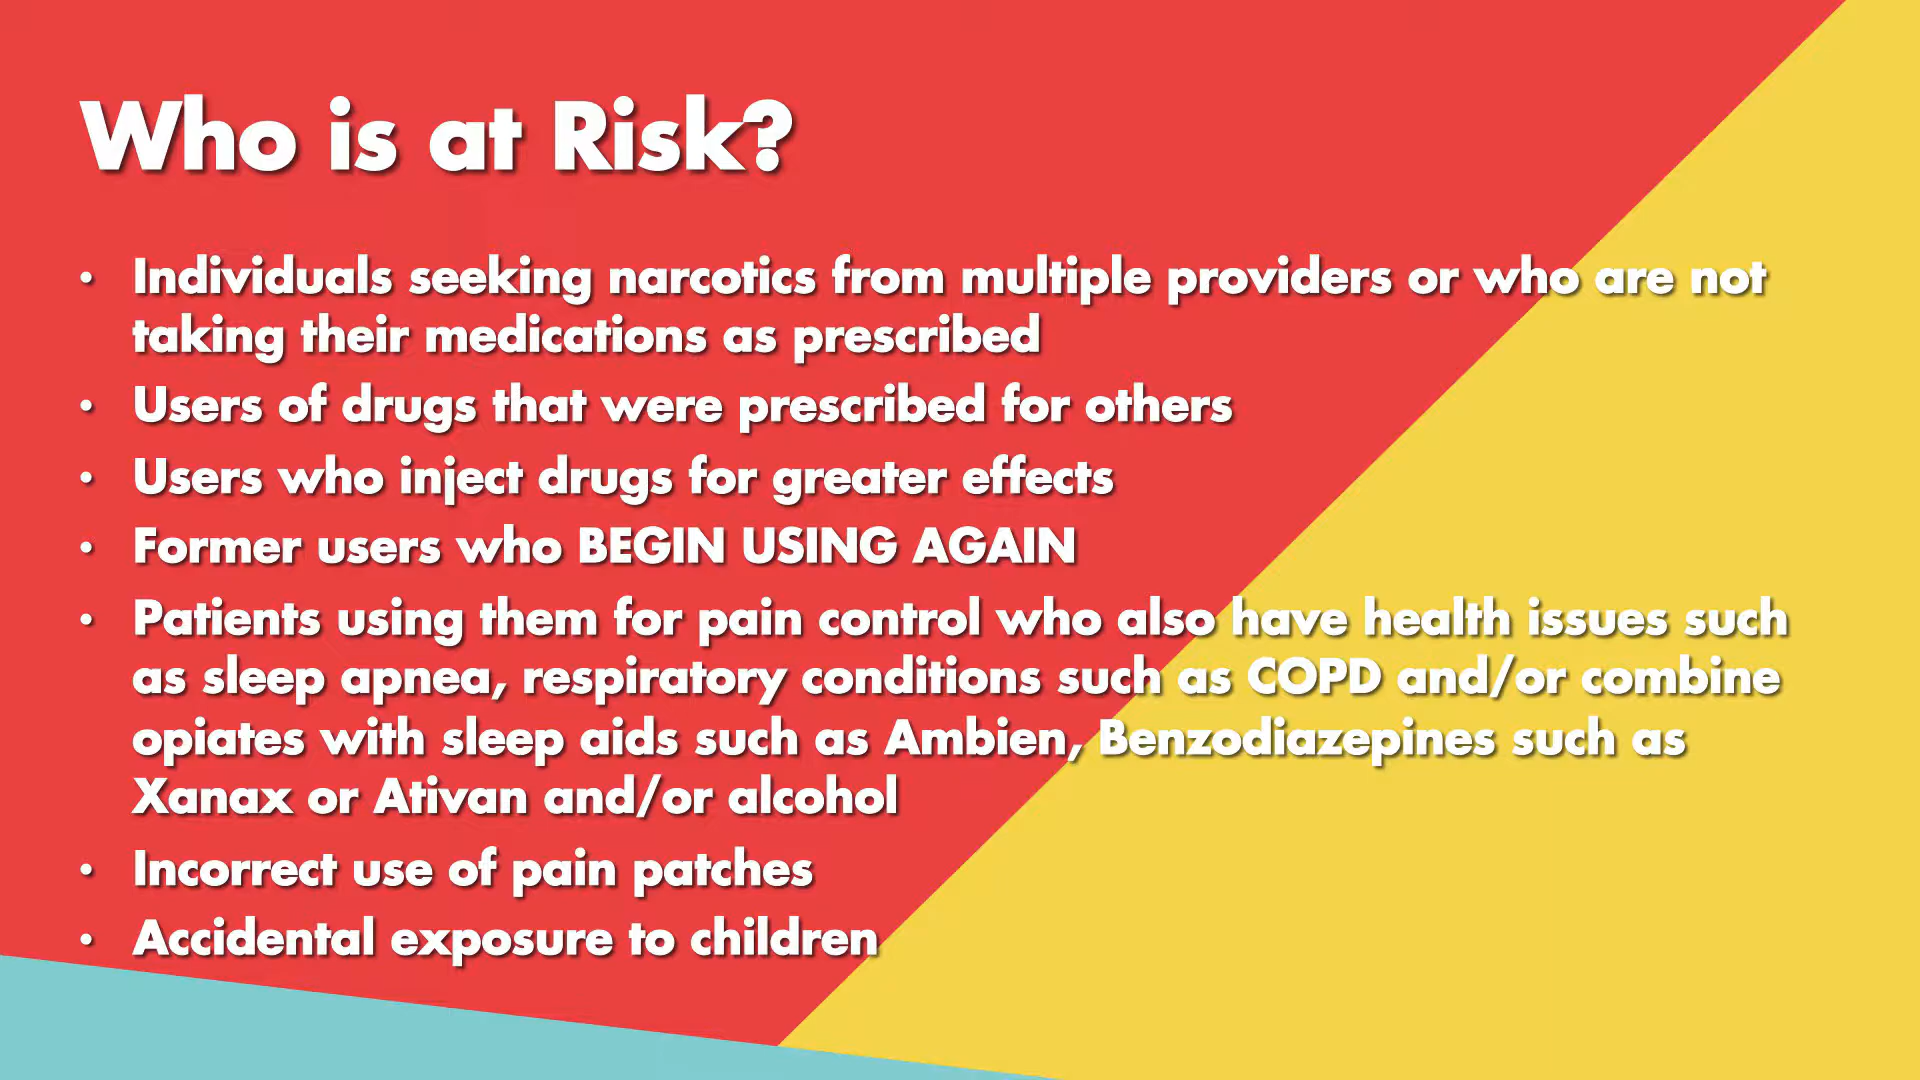 Who is at Risk?
• Individuals seeking narcotics from multiple providers or who are not
taking their medications as prescribed
• Users of drugs that were prescribed for others
• Users who inject drugs for greater effects
• Former users who BEGIN USING AGAIN
• Patients using them for pain control who also have health issues such
as sleep apnea, respiratory conditions such as COPD and/or combine
opiates with sleep aids such as Ambien, Benzodiazepines such as
Xanax or Ativan and/or alcohol
• Incorrect use of pain patches
• Accidental exposure to children